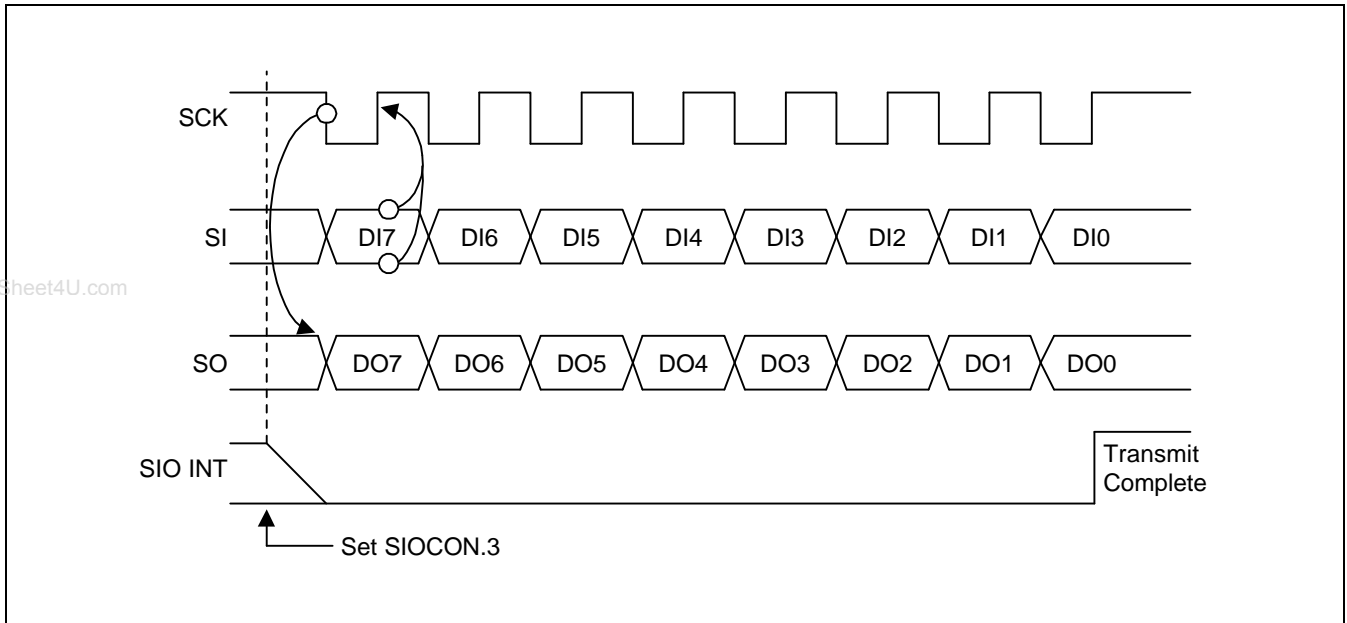 SCK
SI DI7 DI6 DI5 DI4 DI3 DI2 DI1 DI0
Sheet4U.com
SO DO7 DO6 DO5 DO4 DO3 DO2 DO1 DO0
SIO INT
Transmit
Complete
Set SIOCON.3